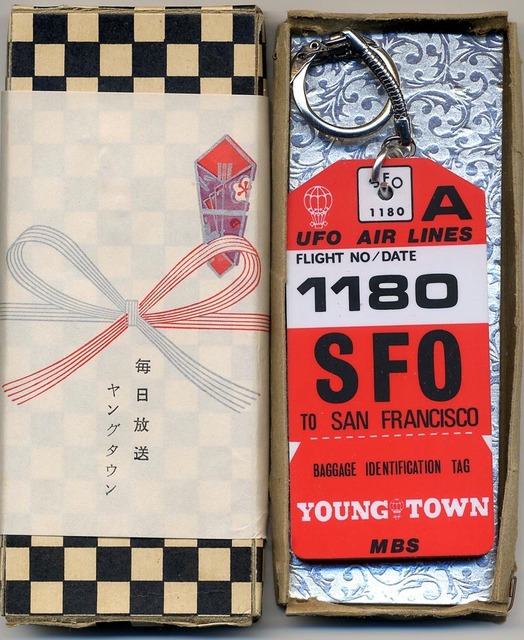 毎日放送
ヤングタウン
SFO
1180
A
UFO AIR LINES
FLIGHT NO/DATE
1180
SFO
TO SAN FRANCISCO
BAGGAGE IDENTIFICATION TAG
YOUNG TOWN
MBS